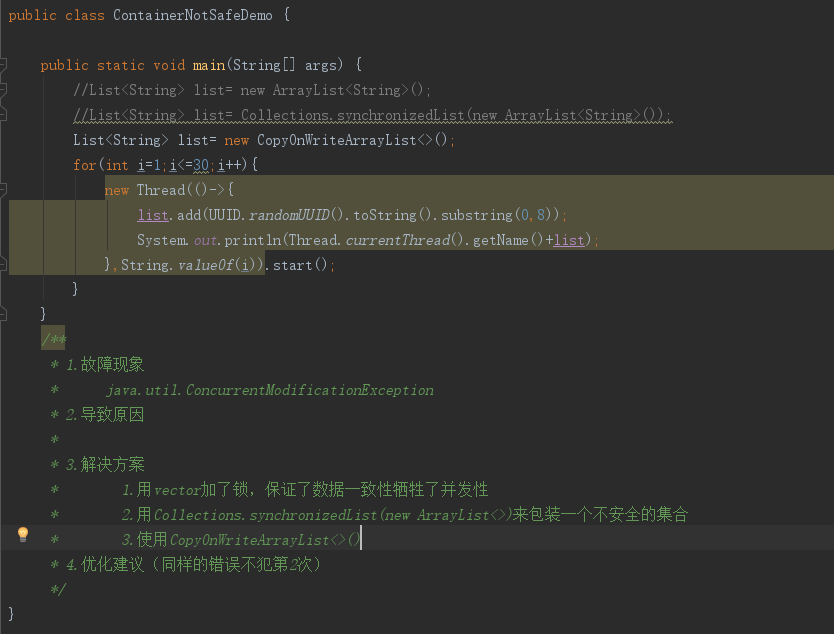 public class ContainerNotSafeDemo {
public static void main(String[] args) {
//List<String> list= new ArrayList<String>();
//List<String> list= Collections.synchronizedList(new ArrayList<String>());
List<String> list= new CopyOnWriteArrayList<>();
for(int i=1;i<=30;i++){
new Thread(()->{
list.add(UUID.randomUUID().toString().substring(0,8));
System.out.println(Thread.currentThread().getName()+list);
},String.valueOf(i)).start();
}
}
/**
* 1.故障现象
* java.util.ConcurrentModificationException
* 2.导致原因
*
* 3.解决方案
* 1.用vector加了锁，保证了数据一致性牺牲了并发性
* 2.用Collections.synchronizedList(new ArrayList<>)来包装一个不安全的集合
* 3.使用CopyOnWriteArrayList<>()
* 4.优化建议（同样的错误不犯第2次）
*/
}